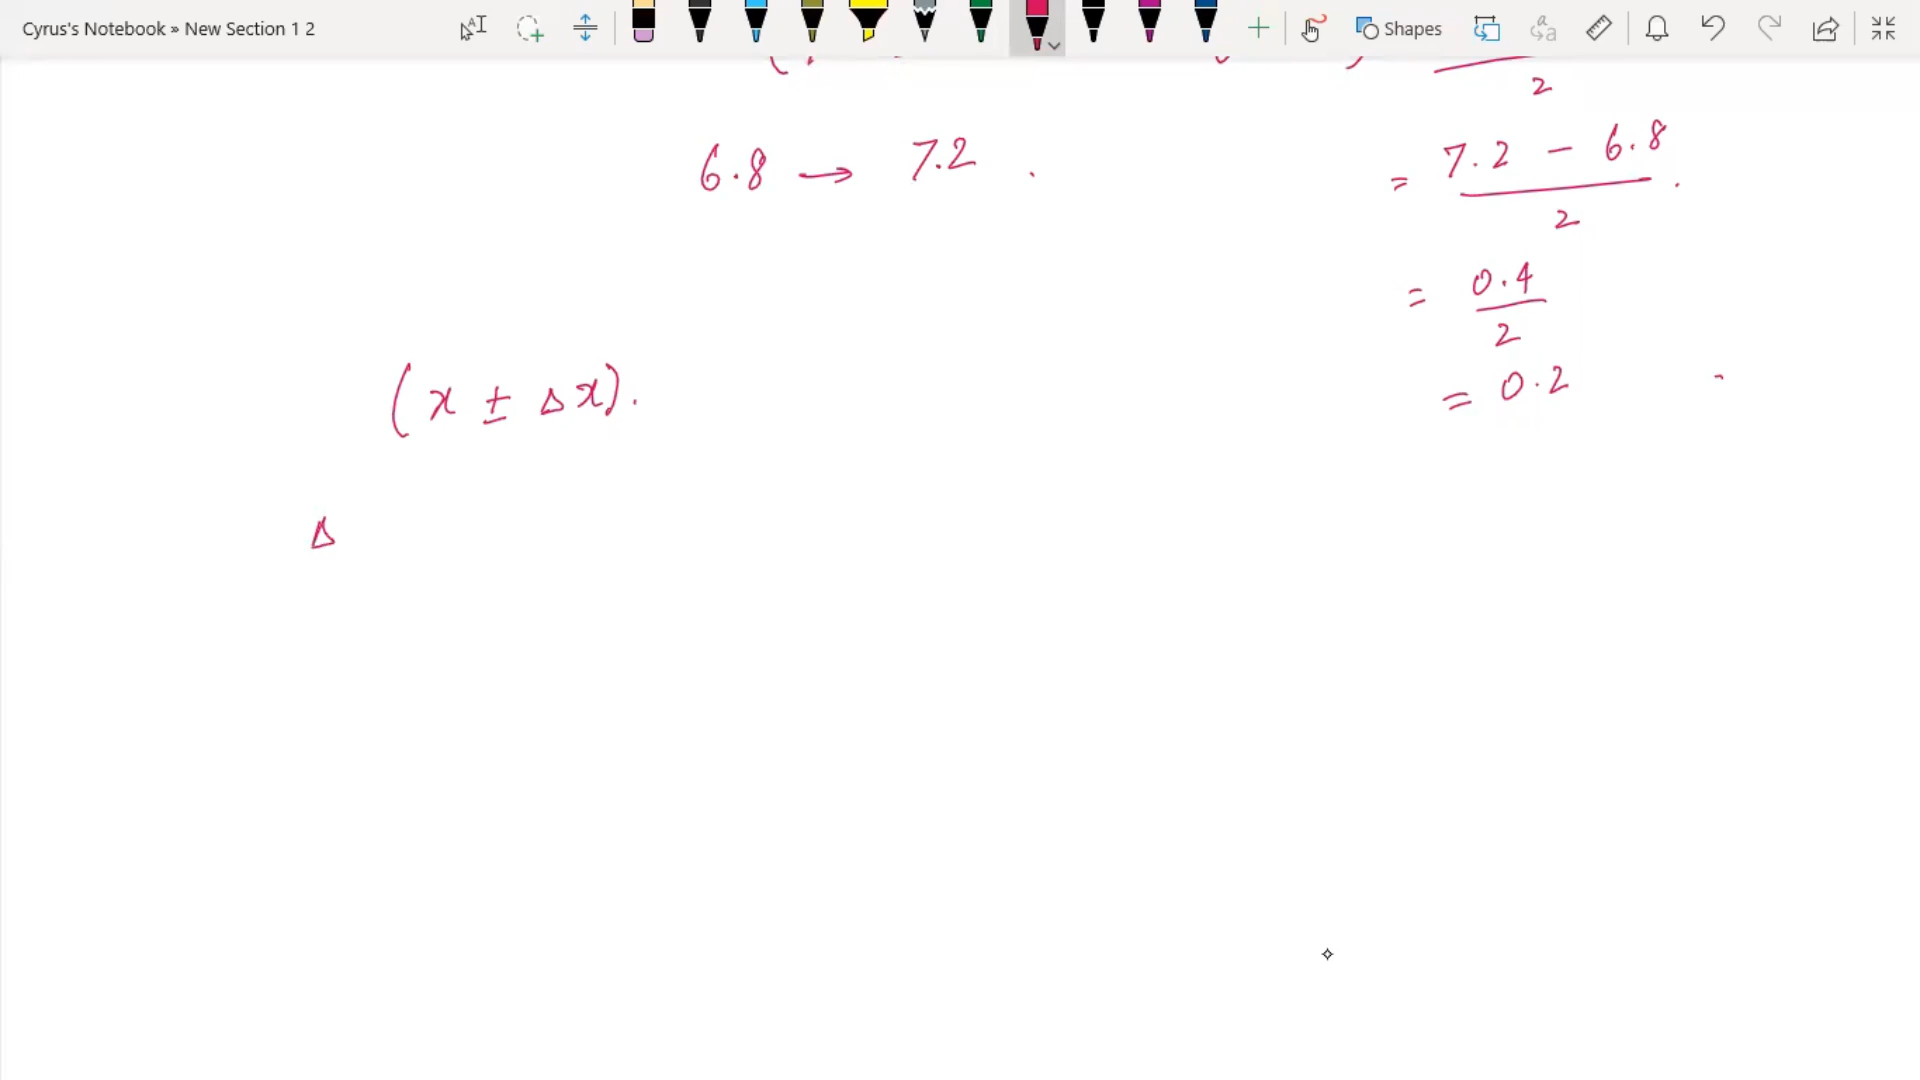 Cyrus's Notebook » New Section 1 2
Shapes
2
6.8 → 7.2 .
= 7.2 - 6.8 .
2
= 0.4
2
= 0.2
(x ± Δx).
Δ